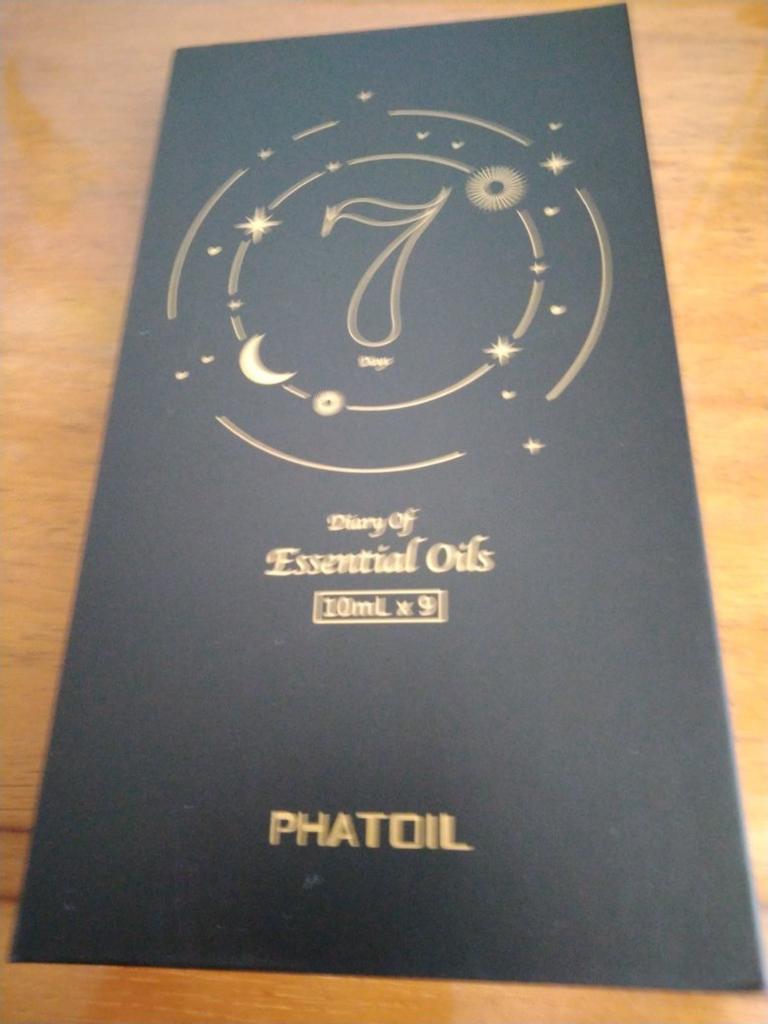 7
Days
Diary Of
Essential Oils
10mL x 9
PHATOIL